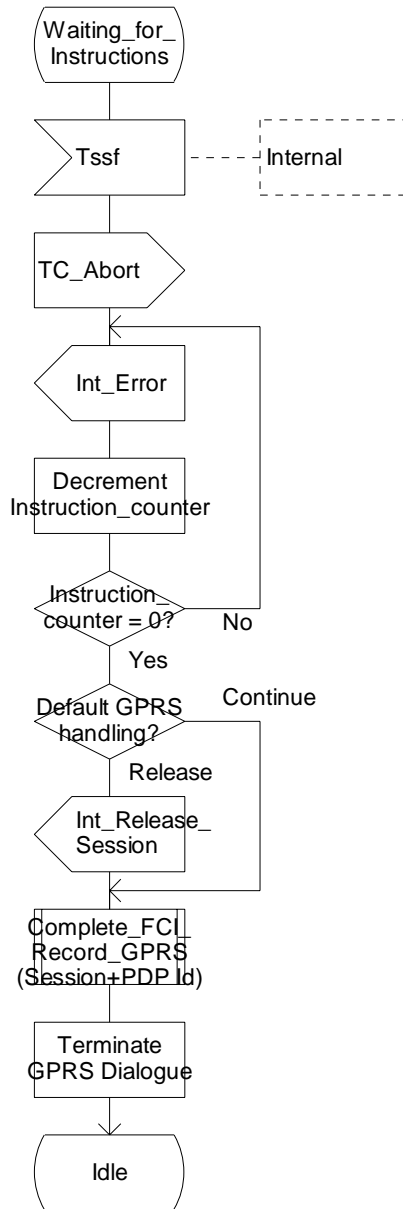 Waiting_for_
Instructions
Tssf
Internal
TC_Abort
Int_Error
Decrement
Instruction_counter
Instruction_
counter = 0?
No
Yes
Default GPRS
handling?
Continue
Release
Int_Release_
Session
Complete_FCI_
Record_GPRS
(Session+PDP Id)
Terminate
GPRS Dialogue
Idle